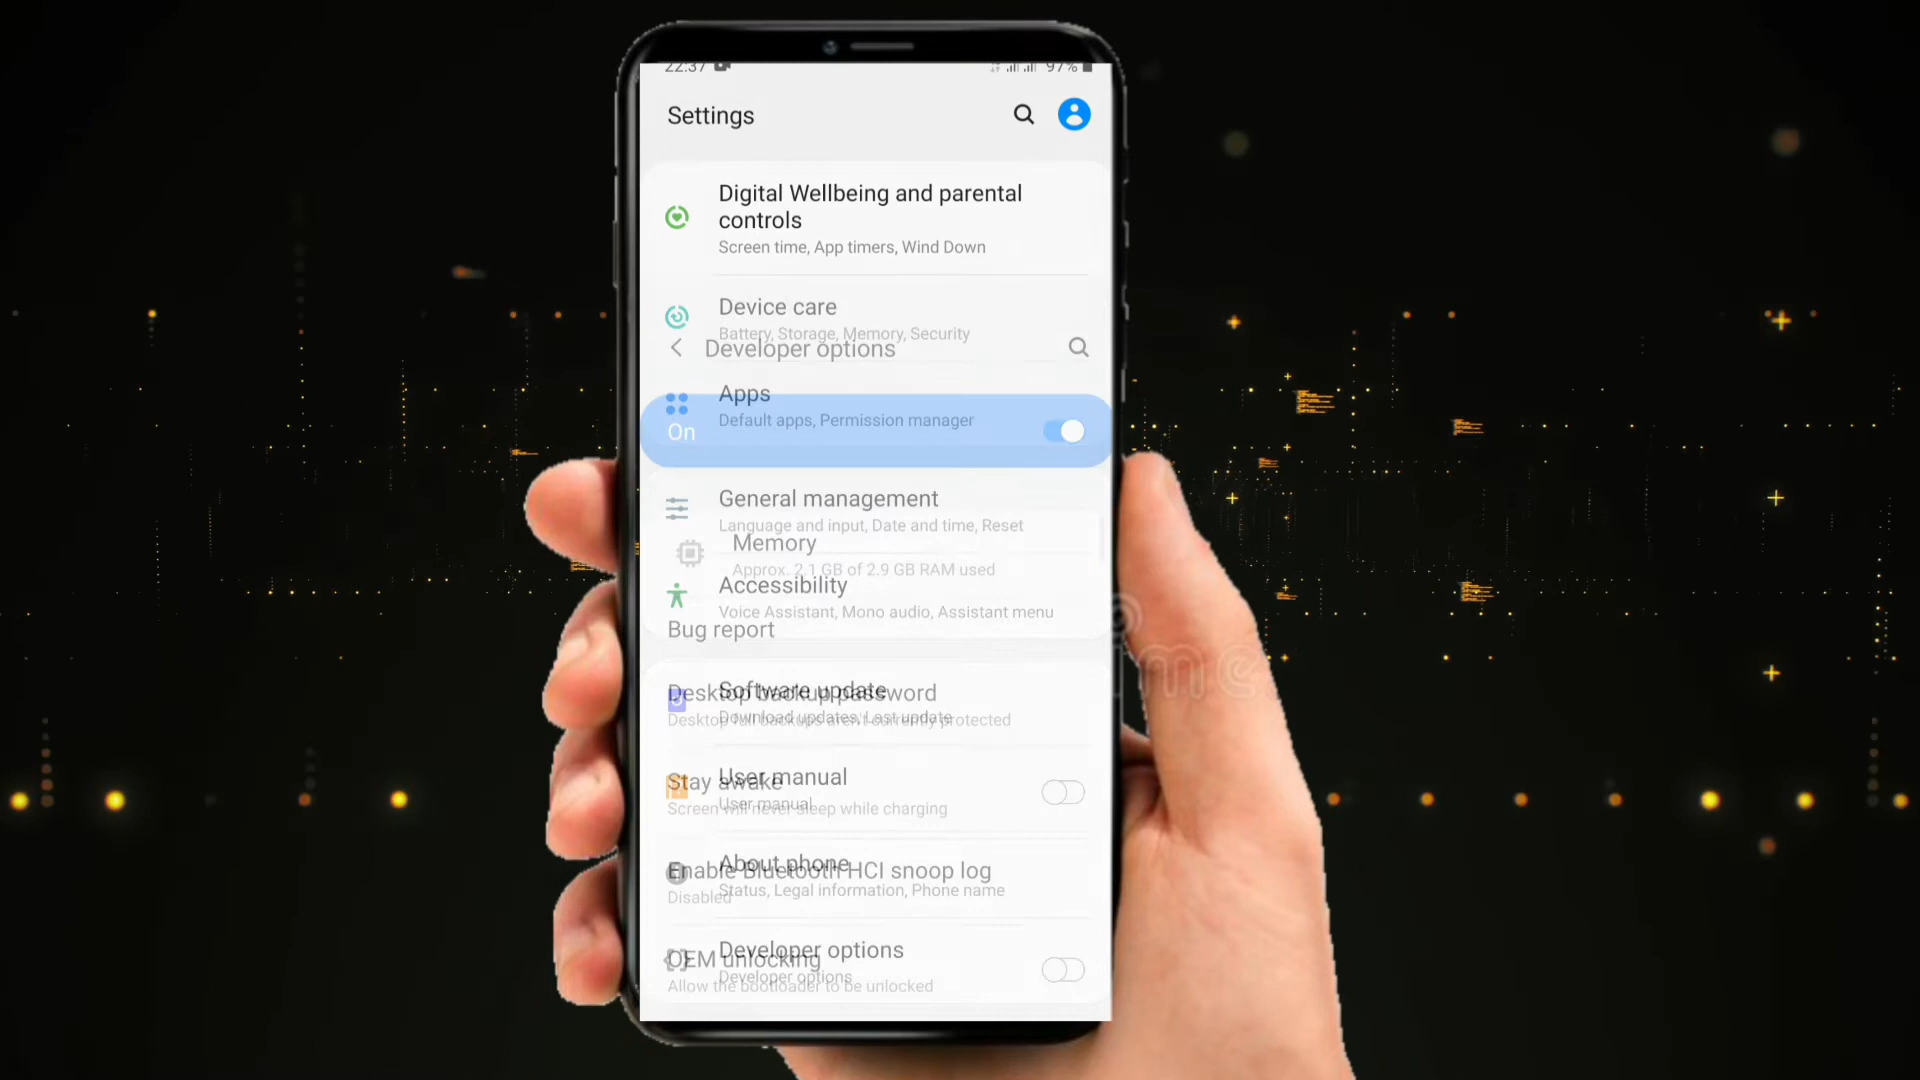 22:37 97%
Settings
Digital Wellbeing and parental
controls
Screen time, App timers, Wind Down
Device care
Battery, Storage, Memory, Security
Developer options
Apps
Default apps, Permission manager
On
General management
Language and input, Date and time, Reset
Memory
Approx. 2.1 GB of 2.9 GB RAM used
Accessibility
Voice Assistant, Mono audio, Assistant menu
Bug report
Software update
Desktop backup password
Download updates, Last update
Desktop full backups aren't currently protected
User manual
Stay awake
User manual
Screen will never sleep while charging
About phone
Enable Bluetooth HCI snoop log
Status, Legal information, Phone name
Disabled
Developer options
OEM unlocking
Developer options
Allow the bootloader to be unlocked